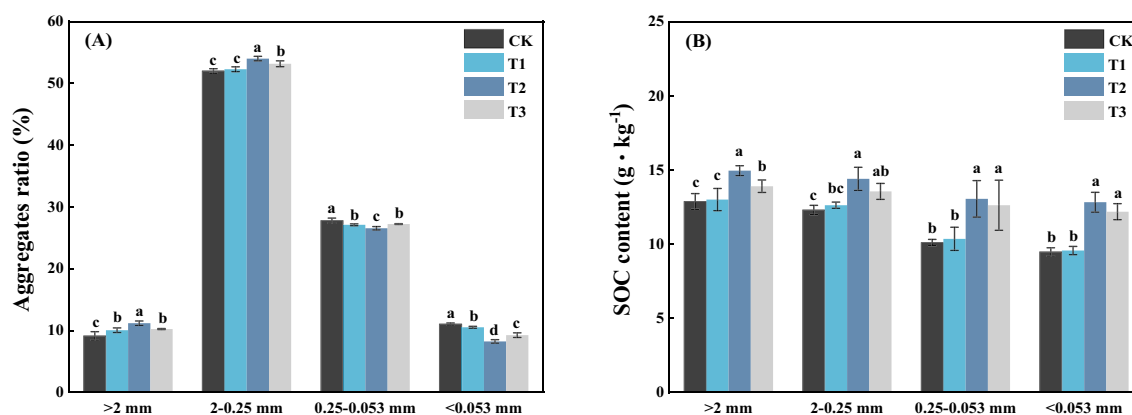 (A)
CK
T1
T2
T3
Aggregates ratio (%)
60
50
40
30
20
10
0
c c a b
a b c b
c b a b
a b d c
>2 mm 2-0.25 mm 0.25-0.053 mm <0.053 mm
(B)
CK
T1
T2
T3
SOC content (g · kg-1)
25
20
15
10
5
0
c c a b
c bc a ab
b b a a
b b a a
>2 mm 2-0.25 mm 0.25-0.053 mm <0.053 mm